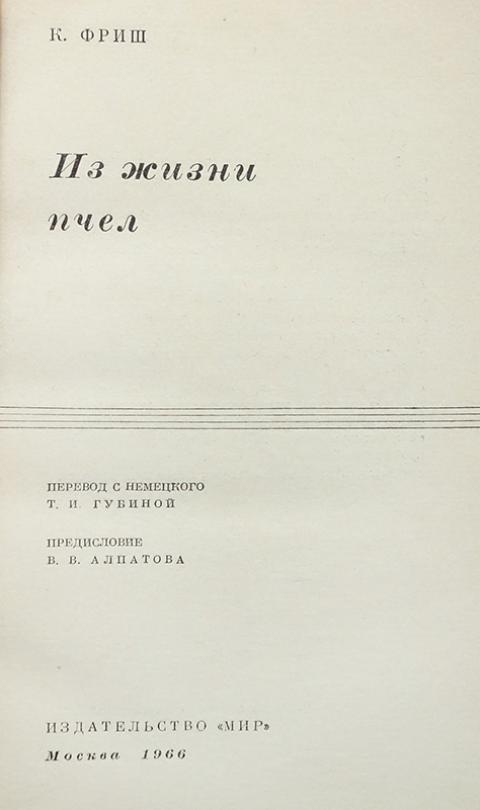 К. ФРИШ
Из жизни
пчел
ПЕРЕВОД С НЕМЕЦКОГО
Т. И. ГУБИНОЙ
ПРЕДИСЛОВИЕ
В. В. АЛПАТОВА
ИЗДАТЕЛЬСТВО «МИР»
Москва 1966